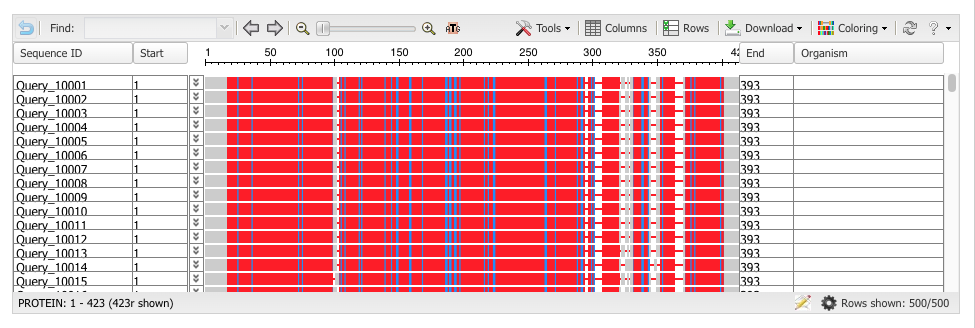 Find: Tools Columns Rows Download Coloring ?
Sequence ID Start 1 50 100 150 200 250 300 350 42 End Organism
Query_10001 1 393
Query_10002 1 393
Query_10003 1 393
Query_10004 1 393
Query_10005 1 393
Query_10006 1 393
Query_10007 1 393
Query_10008 1 393
Query_10009 1 393
Query_10010 1 393
Query_10011 1 393
Query_10012 1 393
Query_10013 1 393
Query_10014 1 393
Query_10015 1 393
PROTEIN: 1 - 423 (423r shown) Rows shown: 500/500